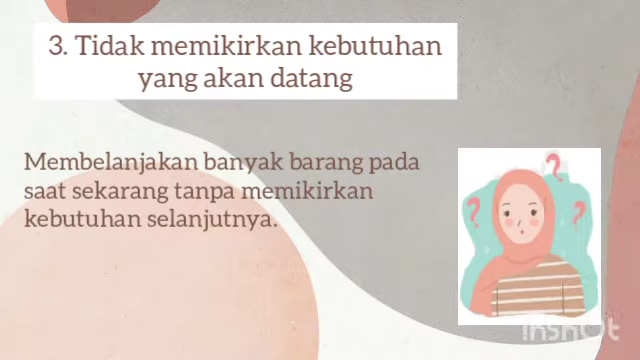 3. Tidak memikirkan kebutuhan
yang akan datang
Membelanjakan banyak barang pada
saat sekarang tanpa memikirkan
kebutuhan selanjutnya.
? ? ?
InShOt